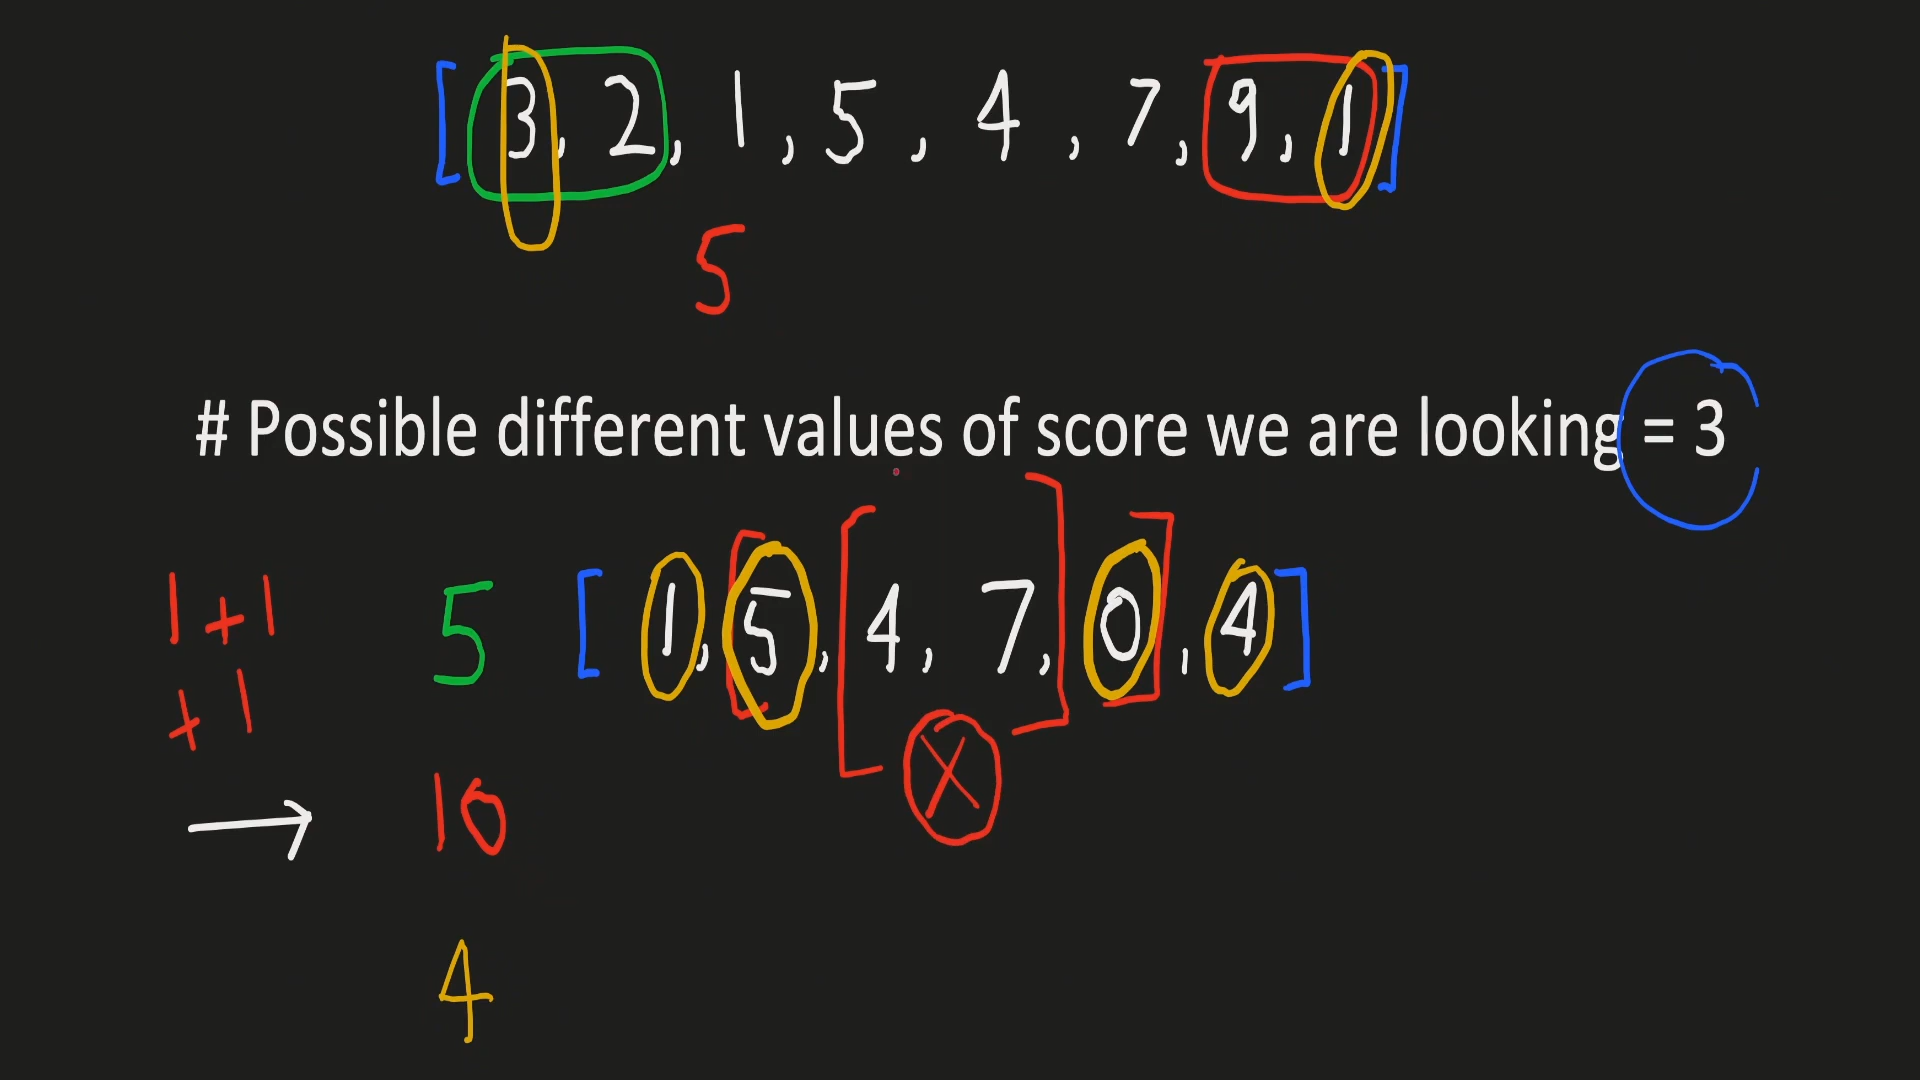 [ 3, 2, 1, 5, 4, 7, 9, 1 ]
5
# Possible different values of score we are looking = 3
1+1 5 [ 1, 5, [ 4, 7, ] 0 ], 4 ]
+1
X
→ 10
4